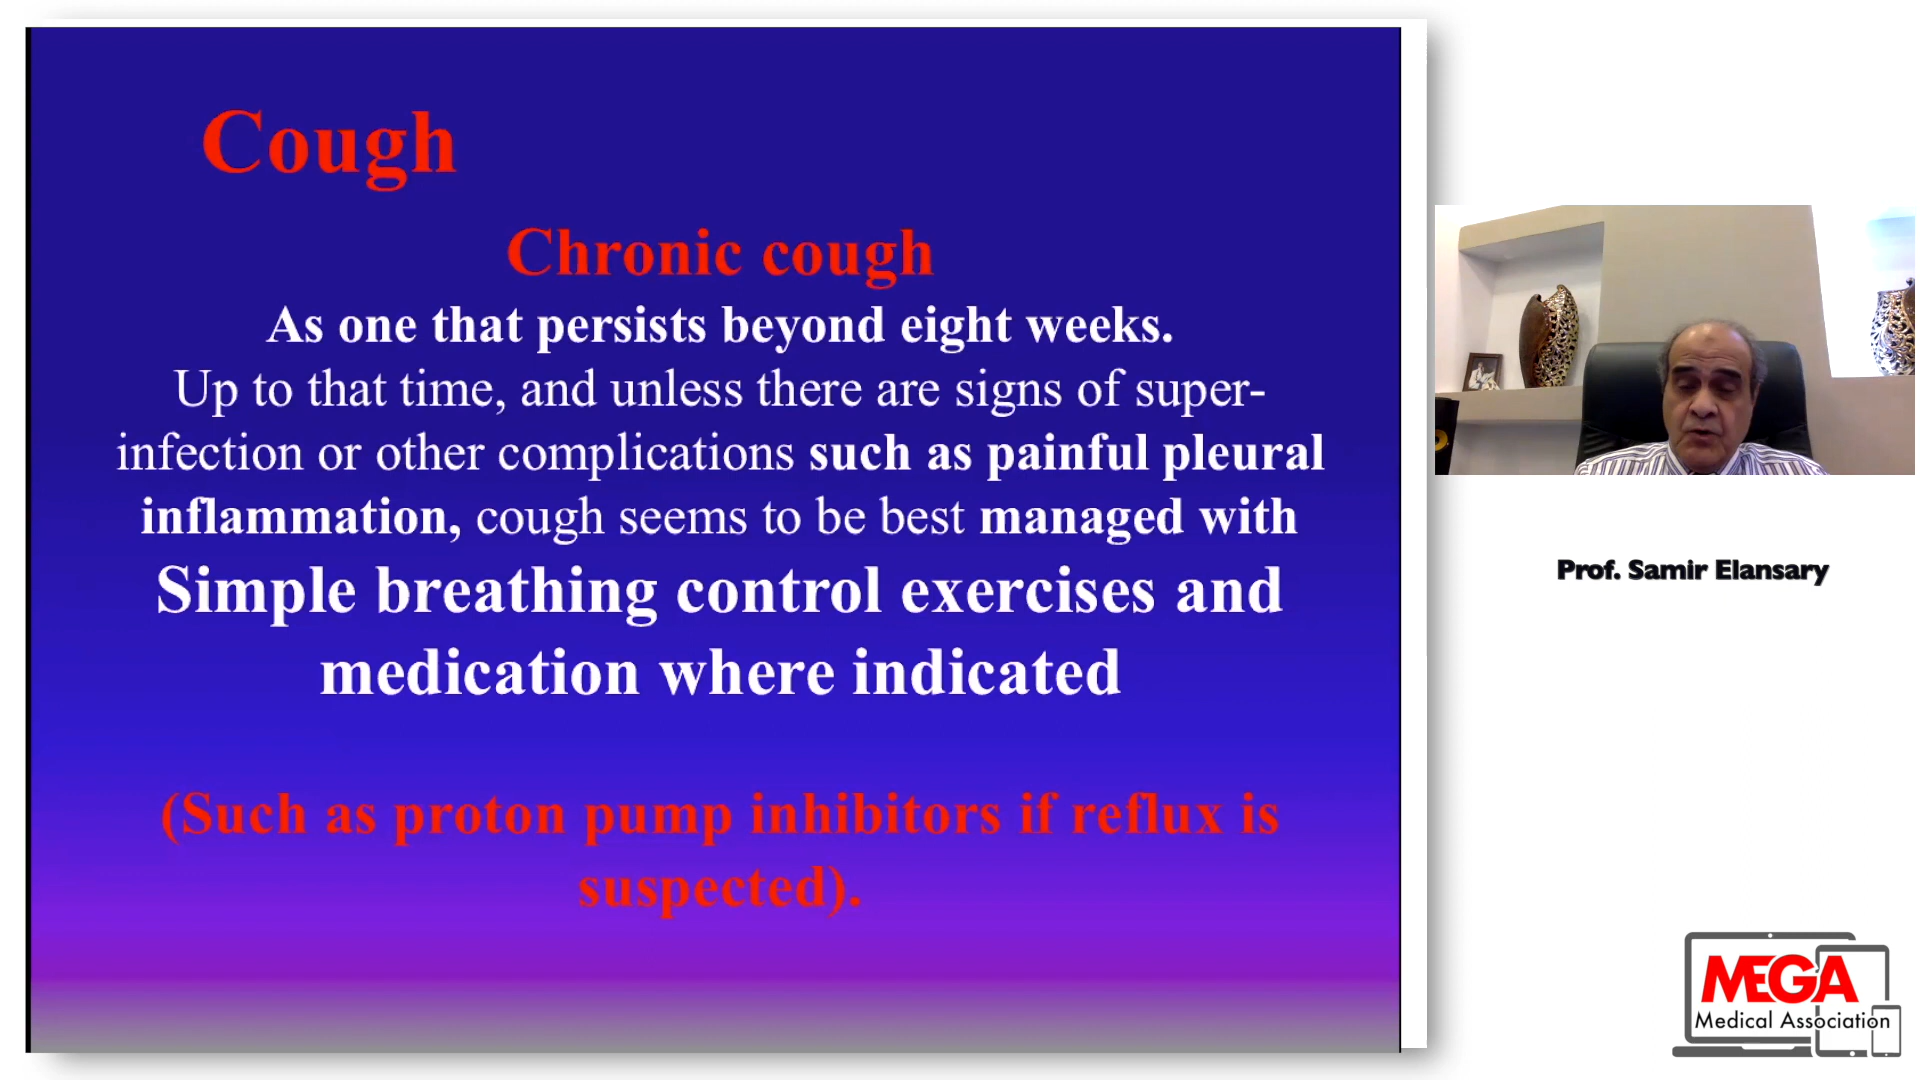 Cough
Chronic cough
As one that persists beyond eight weeks.
Up to that time, and unless there are signs of super-
infection or other complications such as painful pleural
inflammation, cough seems to be best managed with
Simple breathing control exercises and
medication where indicated
(Such as proton pump inhibitors if reflux is
suspected).
Prof. Samir Elansary
MEGA
Medical Association